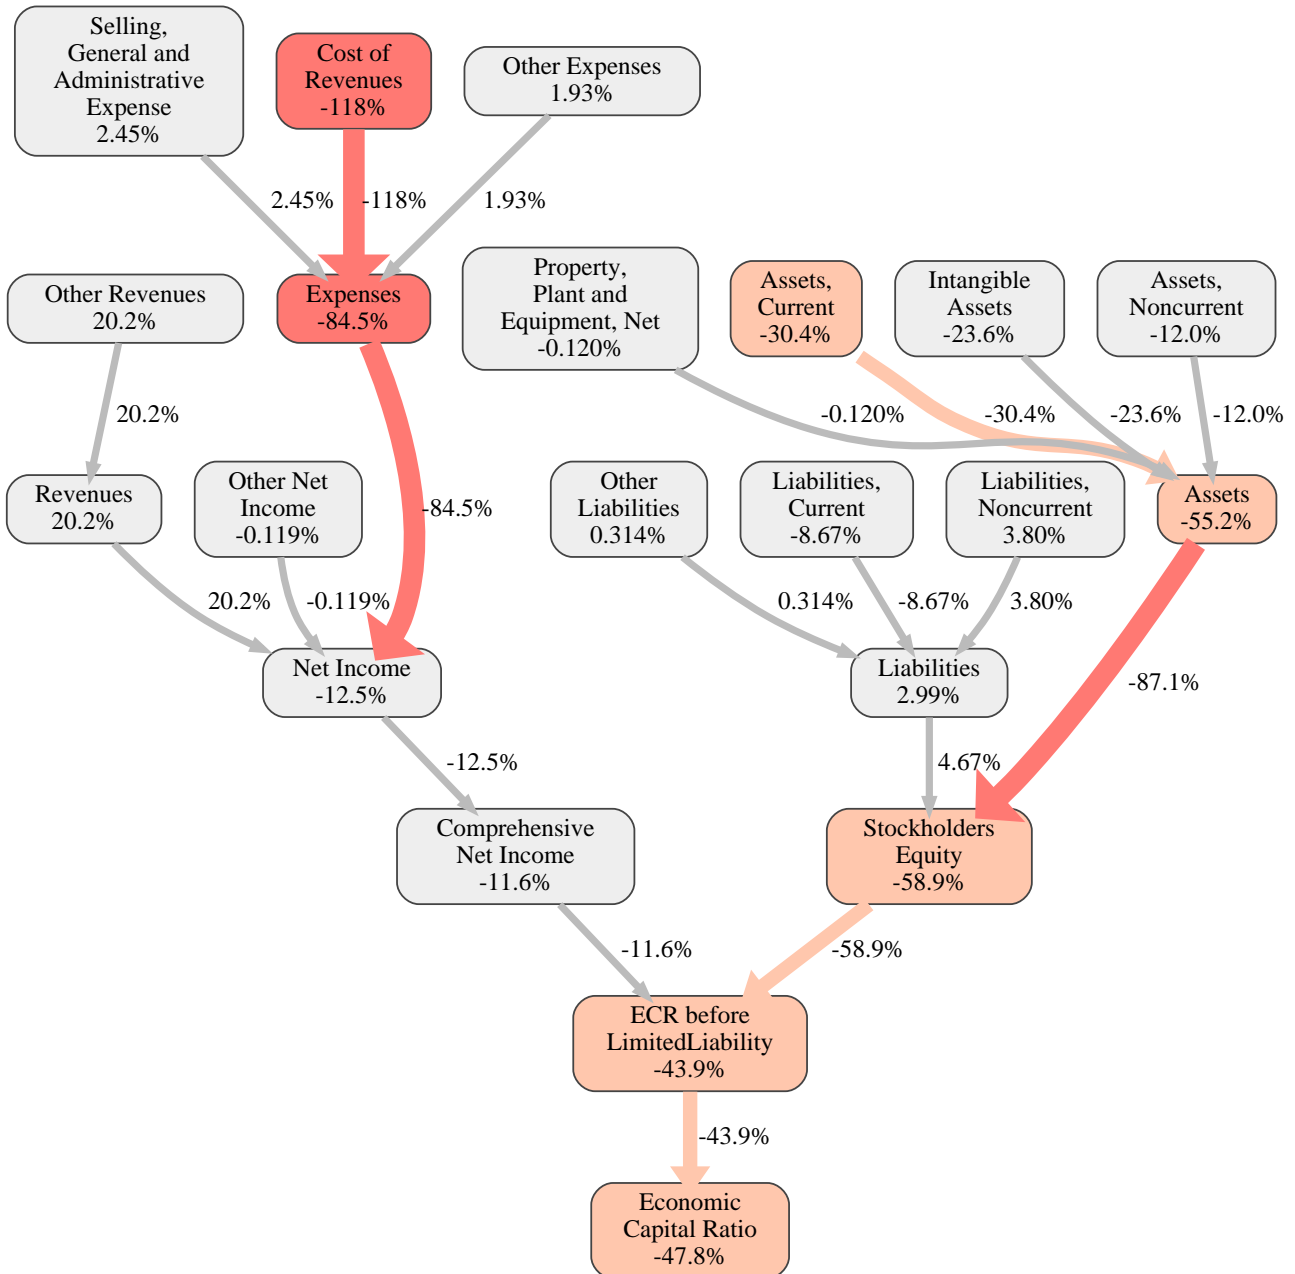 Selling,
General and
Administrative
Expense
2.45%
Cost of
Revenues
-118%
Other Expenses
1.93%
2.45%
-118%
1.93%
Other Revenues
20.2%
Expenses
-84.5%
Property,
Plant and
Equipment, Net
-0.120%
Assets,
Current
-30.4%
Intangible
Assets
-23.6%
Assets,
Noncurrent
-12.0%
20.2%
-0.120%
-30.4%
-23.6%
-12.0%
Revenues
20.2%
Other Net
Income
-0.119%
-84.5%
Other
Liabilities
0.314%
Liabilities,
Current
-8.67%
Liabilities,
Noncurrent
3.80%
Assets
-55.2%
20.2%
-0.119%
0.314%
-8.67%
3.80%
Net Income
-12.5%
Liabilities
2.99%
-87.1%
-12.5%
4.67%
Comprehensive
Net Income
-11.6%
Stockholders
Equity
-58.9%
-11.6%
-58.9%
ECR before
LimitedLiability
-43.9%
-43.9%
Economic
Capital Ratio
-47.8%